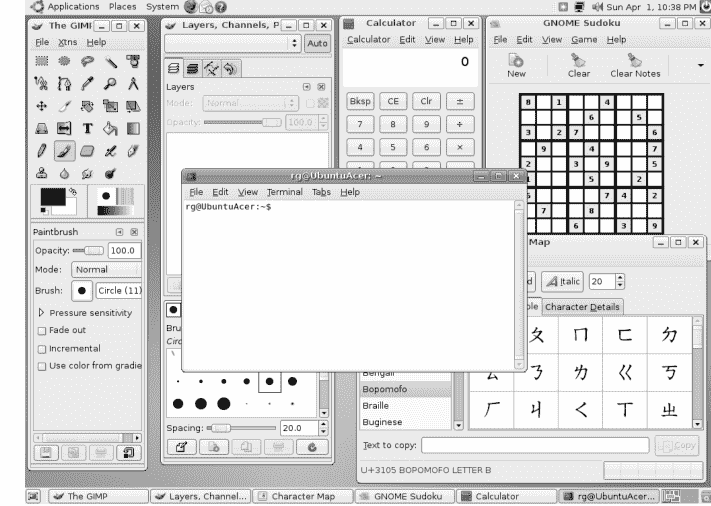 Applications Places System
Sun Apr 1, 10:38 PM
The GIMP
File Xtns Help
Paintbrush
Opacity: 100.0
Mode: Normal
Brush: Circle (11)
Pressure sensitivity
Fade out
Incremental
Use color from gradie
Layers, Channels, P
Auto
Layers
Mode: Normal
Opacity: 100.0
Bru
Circ
Spacing: 20.0
Calculator
Calculator Edit View Help
0
Bksp CE Clr ±
7 8 9 ÷
4 5 6 ×
GNOME Sudoku
File Edit View Game Help
New Clear Clear Notes
8 1 4
6 5
3 2 7 6
9 4 7
2 3 9 5
5 2
7 4 2
7 8
6 3 9
rg@UbuntuAcer: ~
File Edit View Terminal Tabs Help
rg@UbuntuAcer:~$
Map
d Italic 20
ble Character Details
ㄆ ㄇ ㄈ ㄉ
ㄊ ㄋ ㄌ ㄍ ㄎ
ㄏ ㄐ ㄑ ㄒ ㄓ
Bengali
Bopomofo
Braille
Buginese
Text to copy: Copy
U+3105 BOPOMOFO LETTER B
The GIMP Layers, Channel... Character Map GNOME Sudoku Calculator rg@UbuntuAcer...